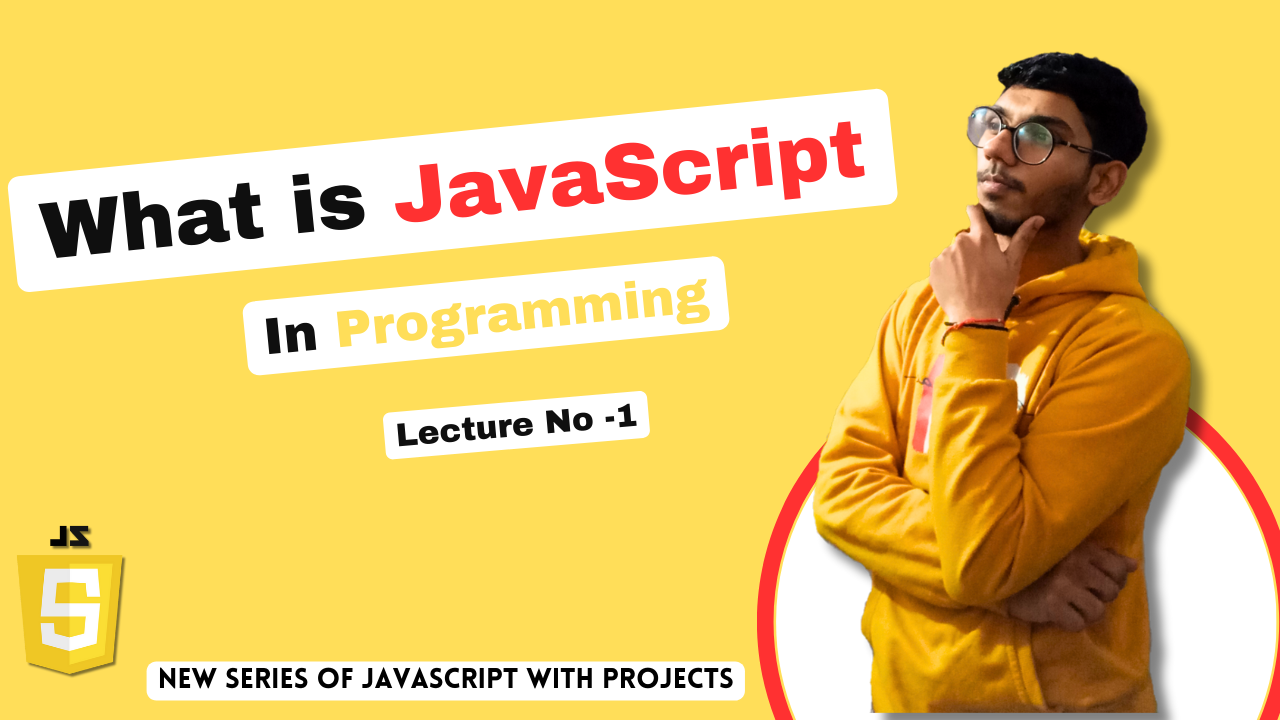 What is JavaScript
In Programming
Lecture No -1
JS
NEW SERIES OF JAVASCRIPT WITH PROJECTS